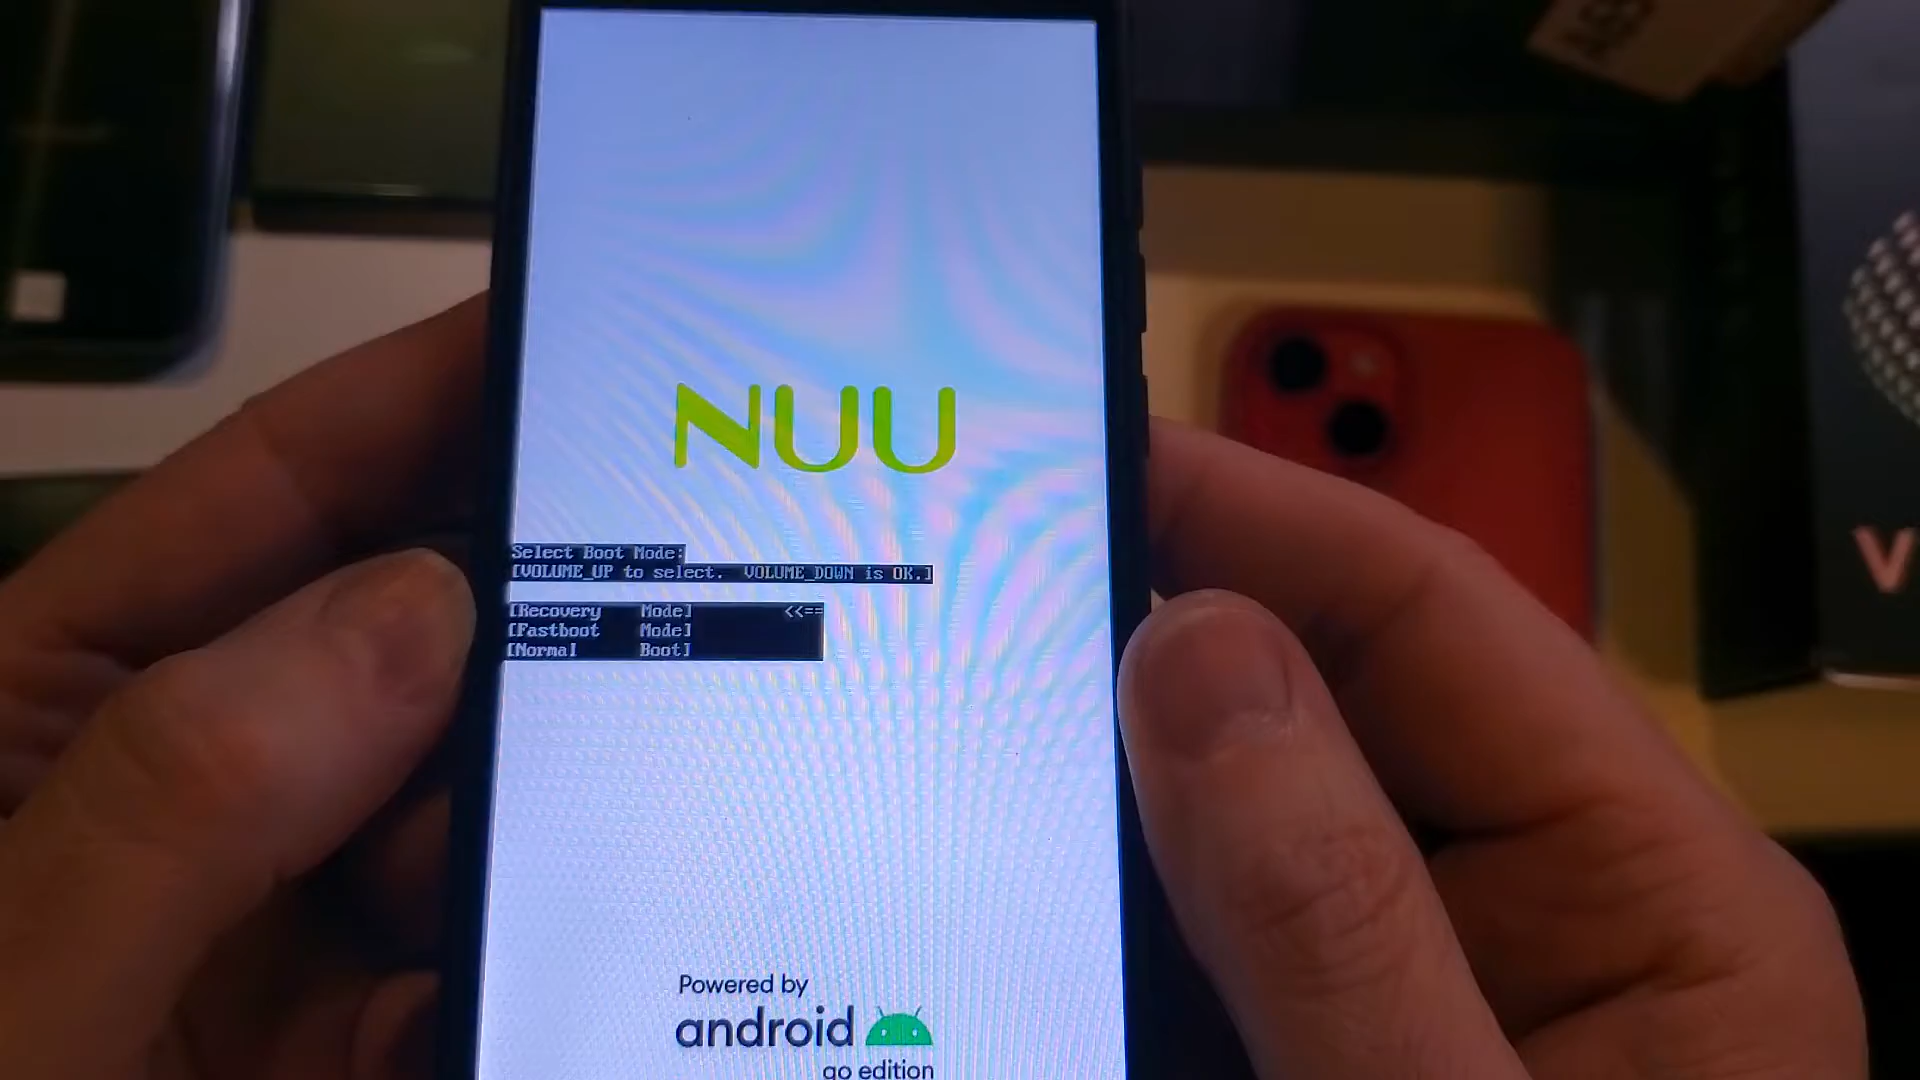 NUU
Select Boot Mode:
[VOLUME_UP to select.  VOLUME_DOWN is OK.]
[Recovery    Mode]         <<==
[Fastboot    Mode]
[Normal      Boot]
Powered by
android
go edition
V